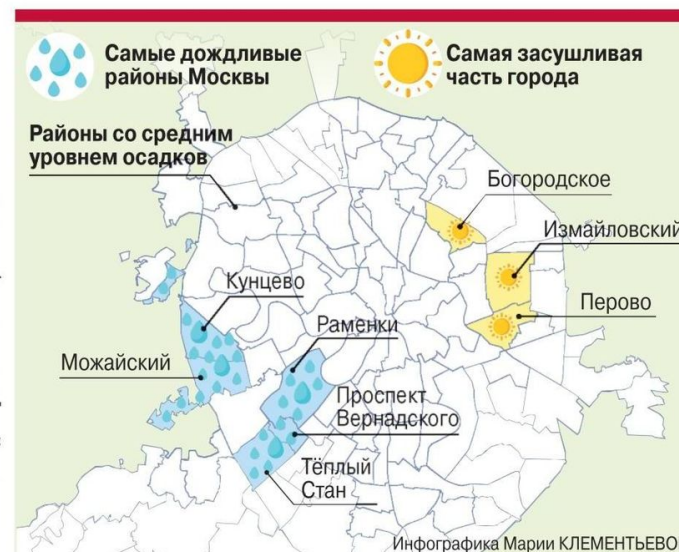 Самые дождливые
районы Москвы
Самая засушливая
часть города
Районы со средним
уровнем осадков
Богородское
Измайловский
Кунцево
Перово
Раменки
Можайский
Проспект
Вернадского
Тёплый
Стан
Инфографика Марии КЛЕМЕНТЬЕВО